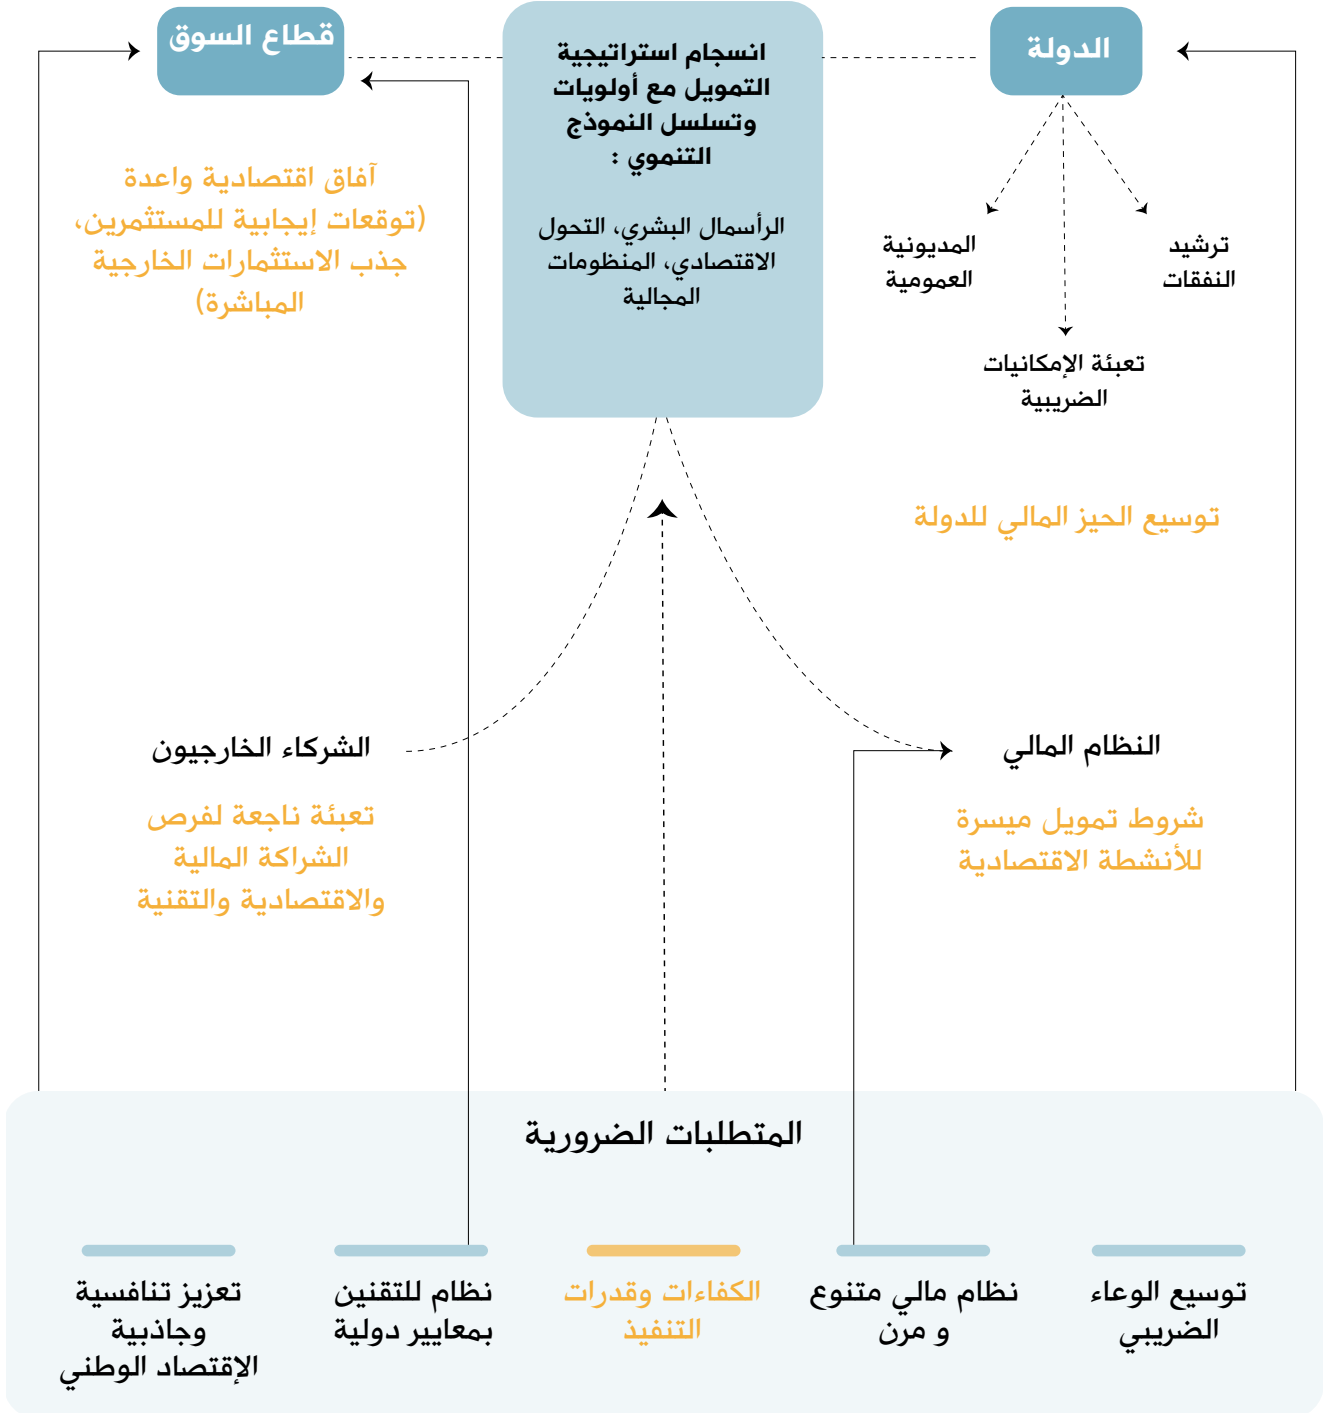 الدولة
ترشيد
النفقات
تعبئة الإمكانيات
الضريبية
المديونية
العمومية
توسيع الحيز المالي للدولة
انسجام استراتيجية
التمويل مع أولويات
وتسلسل النموذج
التنموي :
الرأسمال البشري، التحول
الاقتصادي، المنظومات
المجالية
قطاع السوق
آفاق اقتصادية واعدة
(توقعات إيجابية للمستثمرين،
جذب الاستثمارات الخارجية
المباشرة)
النظام المالي
شروط تمويل ميسرة
للأنشطة الاقتصادية
الشركاء الخارجيون
تعبئة ناجعة لفرص
الشراكة المالية
والاقتصادية والتقنية
المتطلبات الضرورية
توسيع الوعاء
الضريبي
نظام مالي متنوع
و مرن
الكفاءات وقدرات
التنفيذ
نظام للتقنين
بمعايير دولية
تعزيز تنافسية
وجاذبية
الإقتصاد الوطني